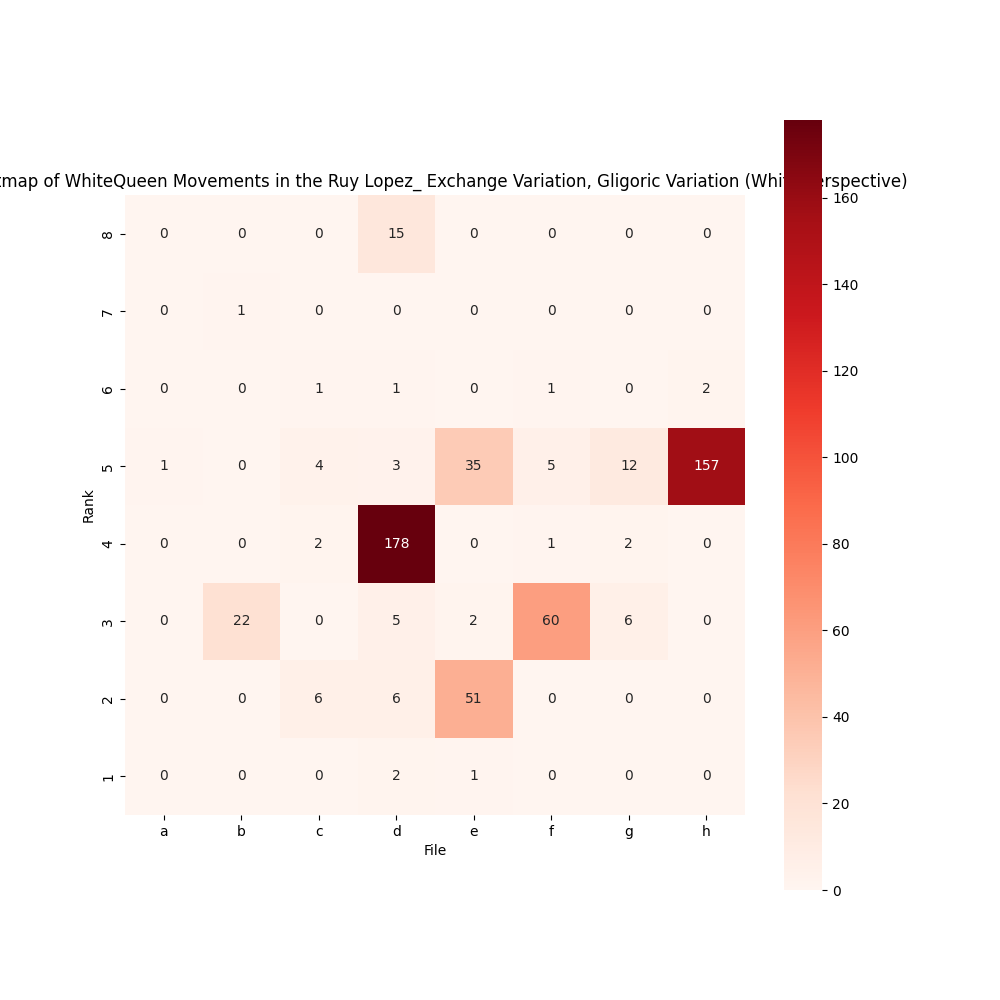 of WhiteQueen Movements in the Ruy Lopez_ Exchange Variation, Gligoric Variation
8 0 0 0 15 0 0 0 0
7 0 1 0 0 0 0 0 0
6 0 0 1 1 0 1 0 2
5 1 0 4 3 35 5 12 157
4 0 0 2 178 0 1 2 0
3 0 22 0 5 2 60 6 0
2 0 0 6 6 51 0 0 0
1 0 0 0 2 1 0 0 0
a b c d e f g h
File
Rank
160
140
120
100
80
60
40
20
0